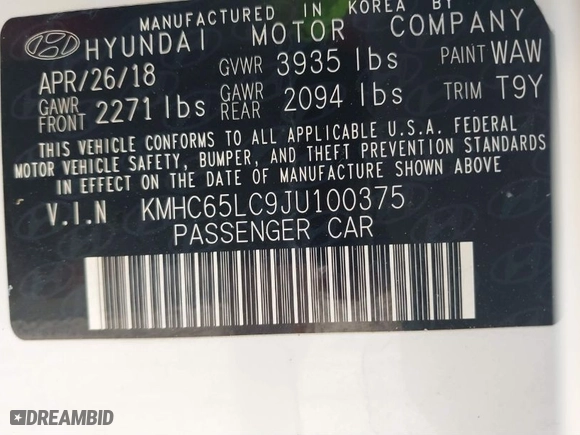 MANUFACTURED IN KOREA BY
HYUNDAI MOTOR COMPANY
APR/26/18 GVWR 3935 lbs PAINT WAW
GAWR FRONT 2271 lbs GAWR REAR 2094 lbs TRIM T9Y
THIS VEHICLE CONFORMS TO ALL APPLICABLE U.S.A. FEDERAL
MOTOR VEHICLE SAFETY, BUMPER, AND THEFT PREVENTION STANDARDS
IN EFFECT ON THE DATE OF MANUFACTURE SHOWN ABOVE
V.I.N KMHC65LC9JU100375
PASSENGER CAR
DREAMBID
DREAMBID